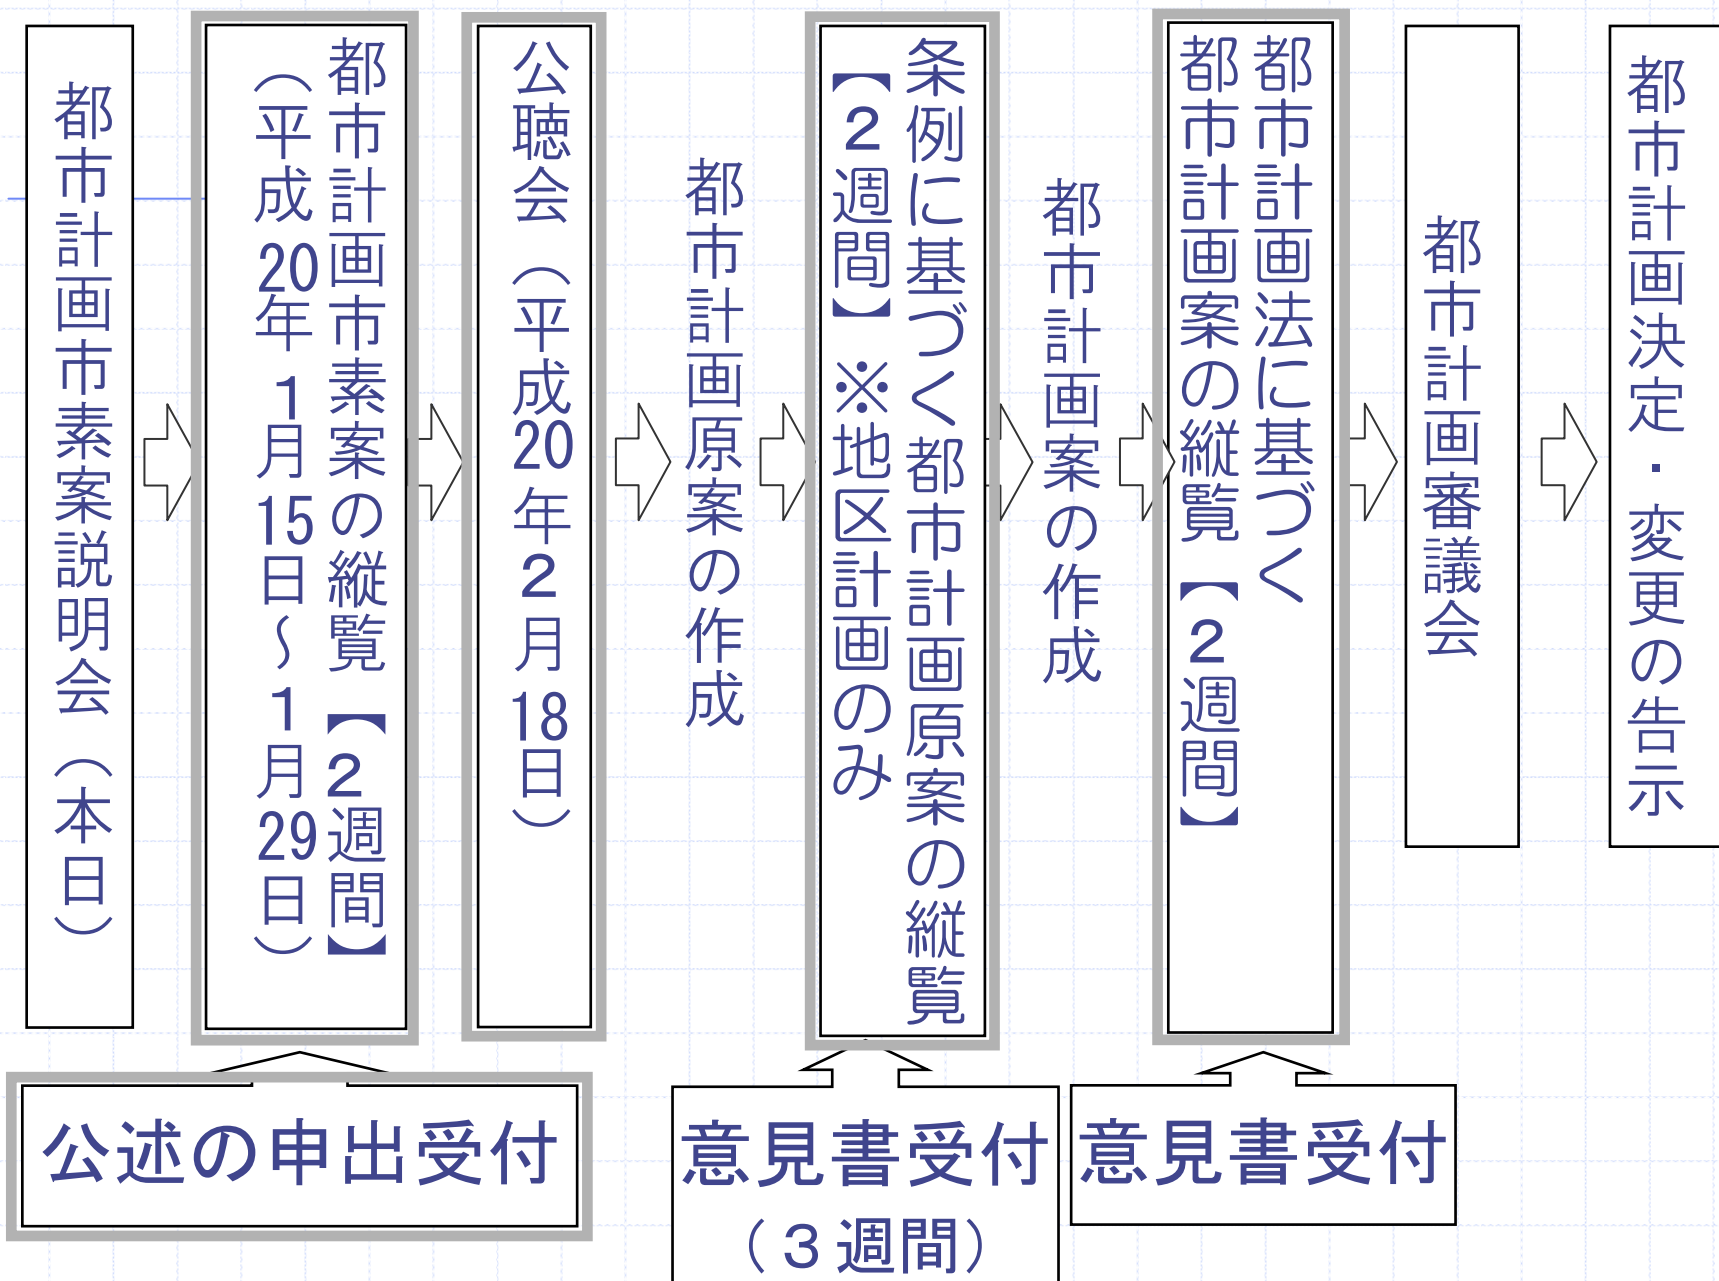 都市計画市素案説明会（本日）
都市計画市素案の縦覧【２週間】
（平成20年１月15日～１月29日）
公聴会（平成20年２月18日）
都市計画原案の作成
条例に基づく都市計画原案の縦覧
【２週間】※地区計画のみ
都市計画案の作成
都市計画法に基づく
都市計画案の縦覧【２週間】
都市計画審議会
都市計画決定・変更の告示
公述の申出受付
意見書受付
（３週間）
意見書受付